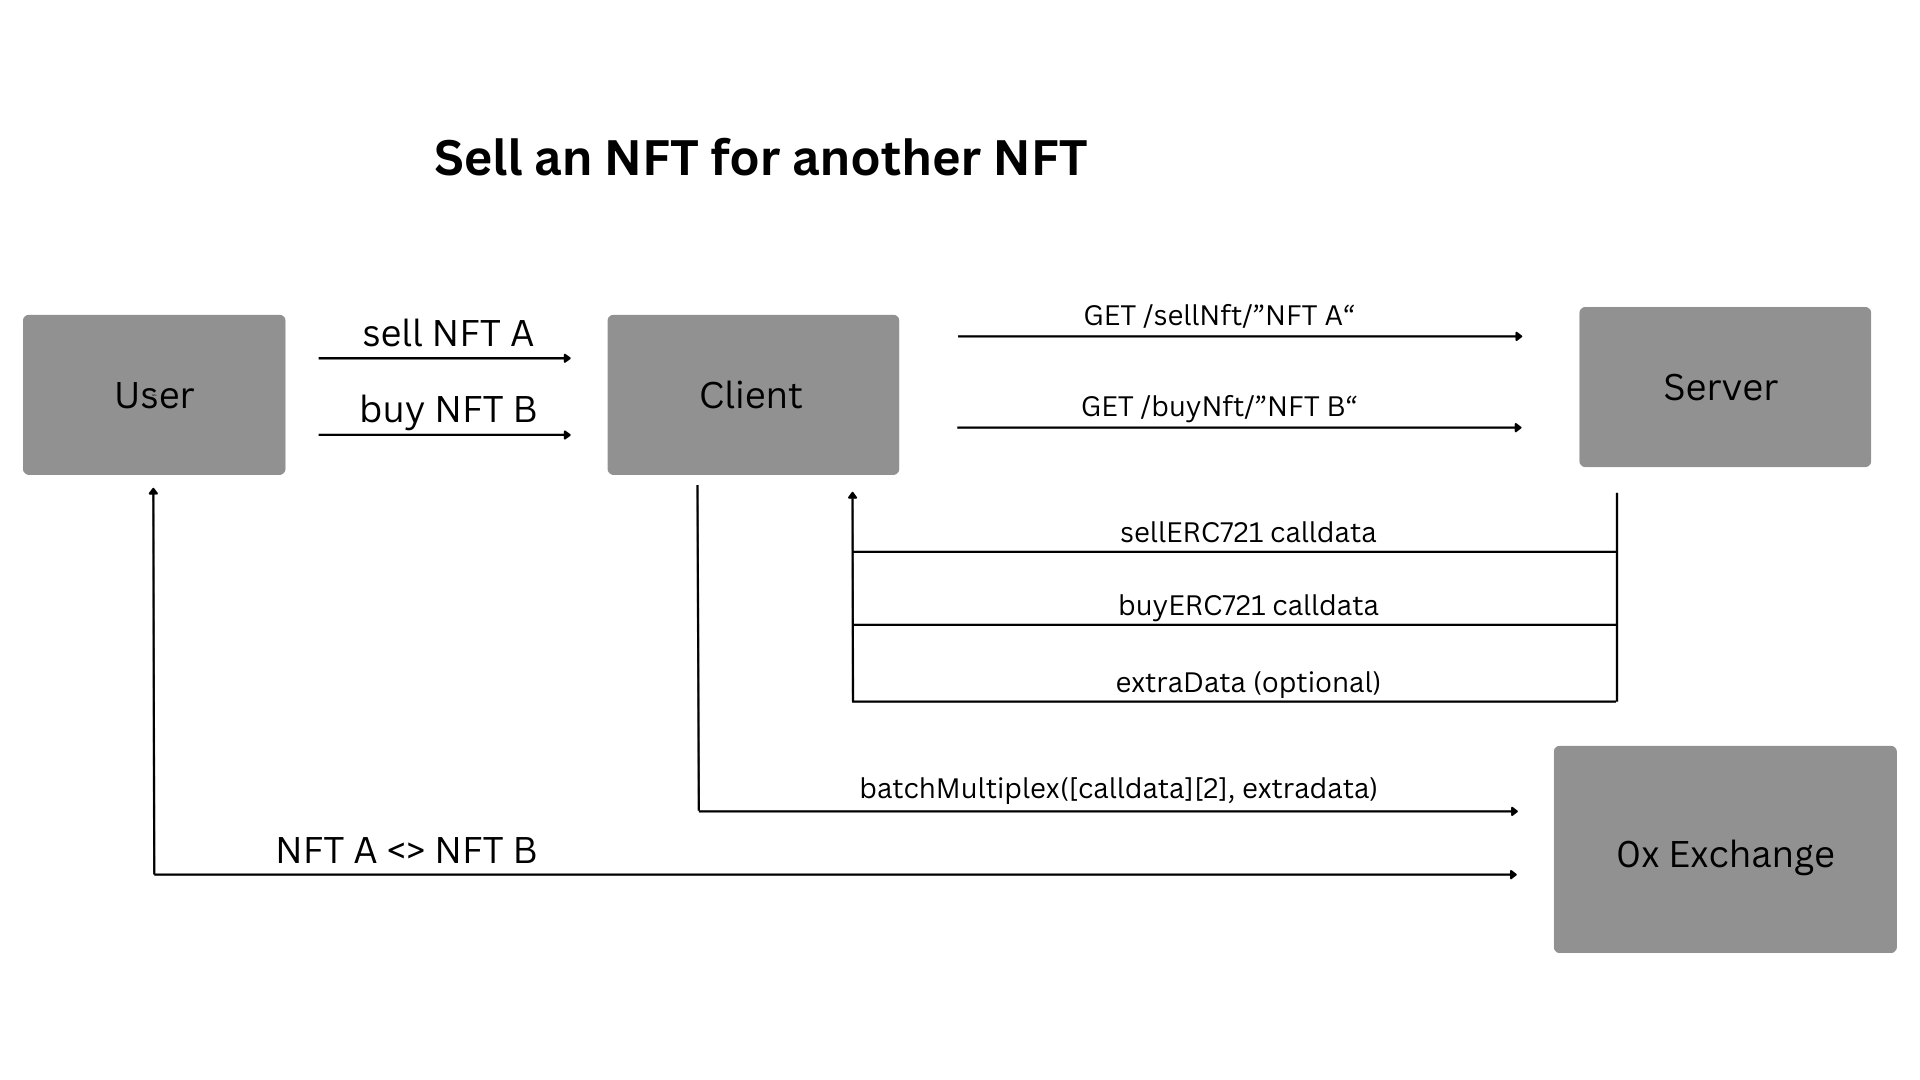 Sell an NFT for another NFT
sell NFT A
buy NFT B
User
Client
GET /sellNft/”NFT A“
GET /buyNft/”NFT B“
Server
sellERC721 calldata
buyERC721 calldata
extraData (optional)
batchMultiplex([calldata][2], extradata)
NFT A <> NFT B
0x Exchange